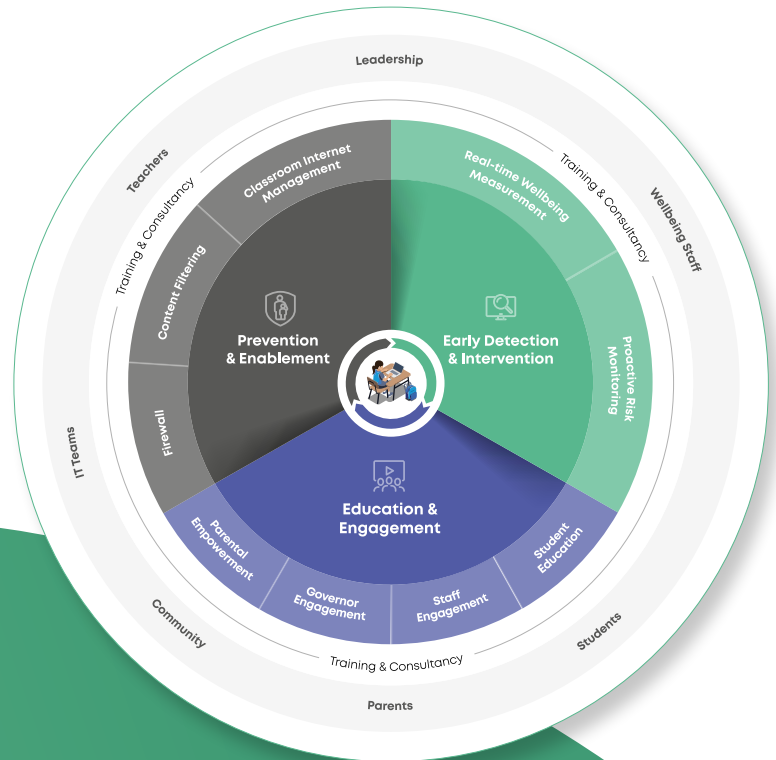 Leadership
Teachers
Training & Consultancy
Classroom Internet
Management
Real-time Wellbeing
Measurement
Training & Consultancy
Wellbeing Staff
Content Filtering
Prevention
& Enablement
Early Detection
& Intervention
Proactive Risk
Monitoring
Firewall
IT Teams
Education &
Engagement
Parental
Empowerment
Governor
Engagement
Staff
Engagement
Student
Education
Community
Training & Consultancy
Students
Parents